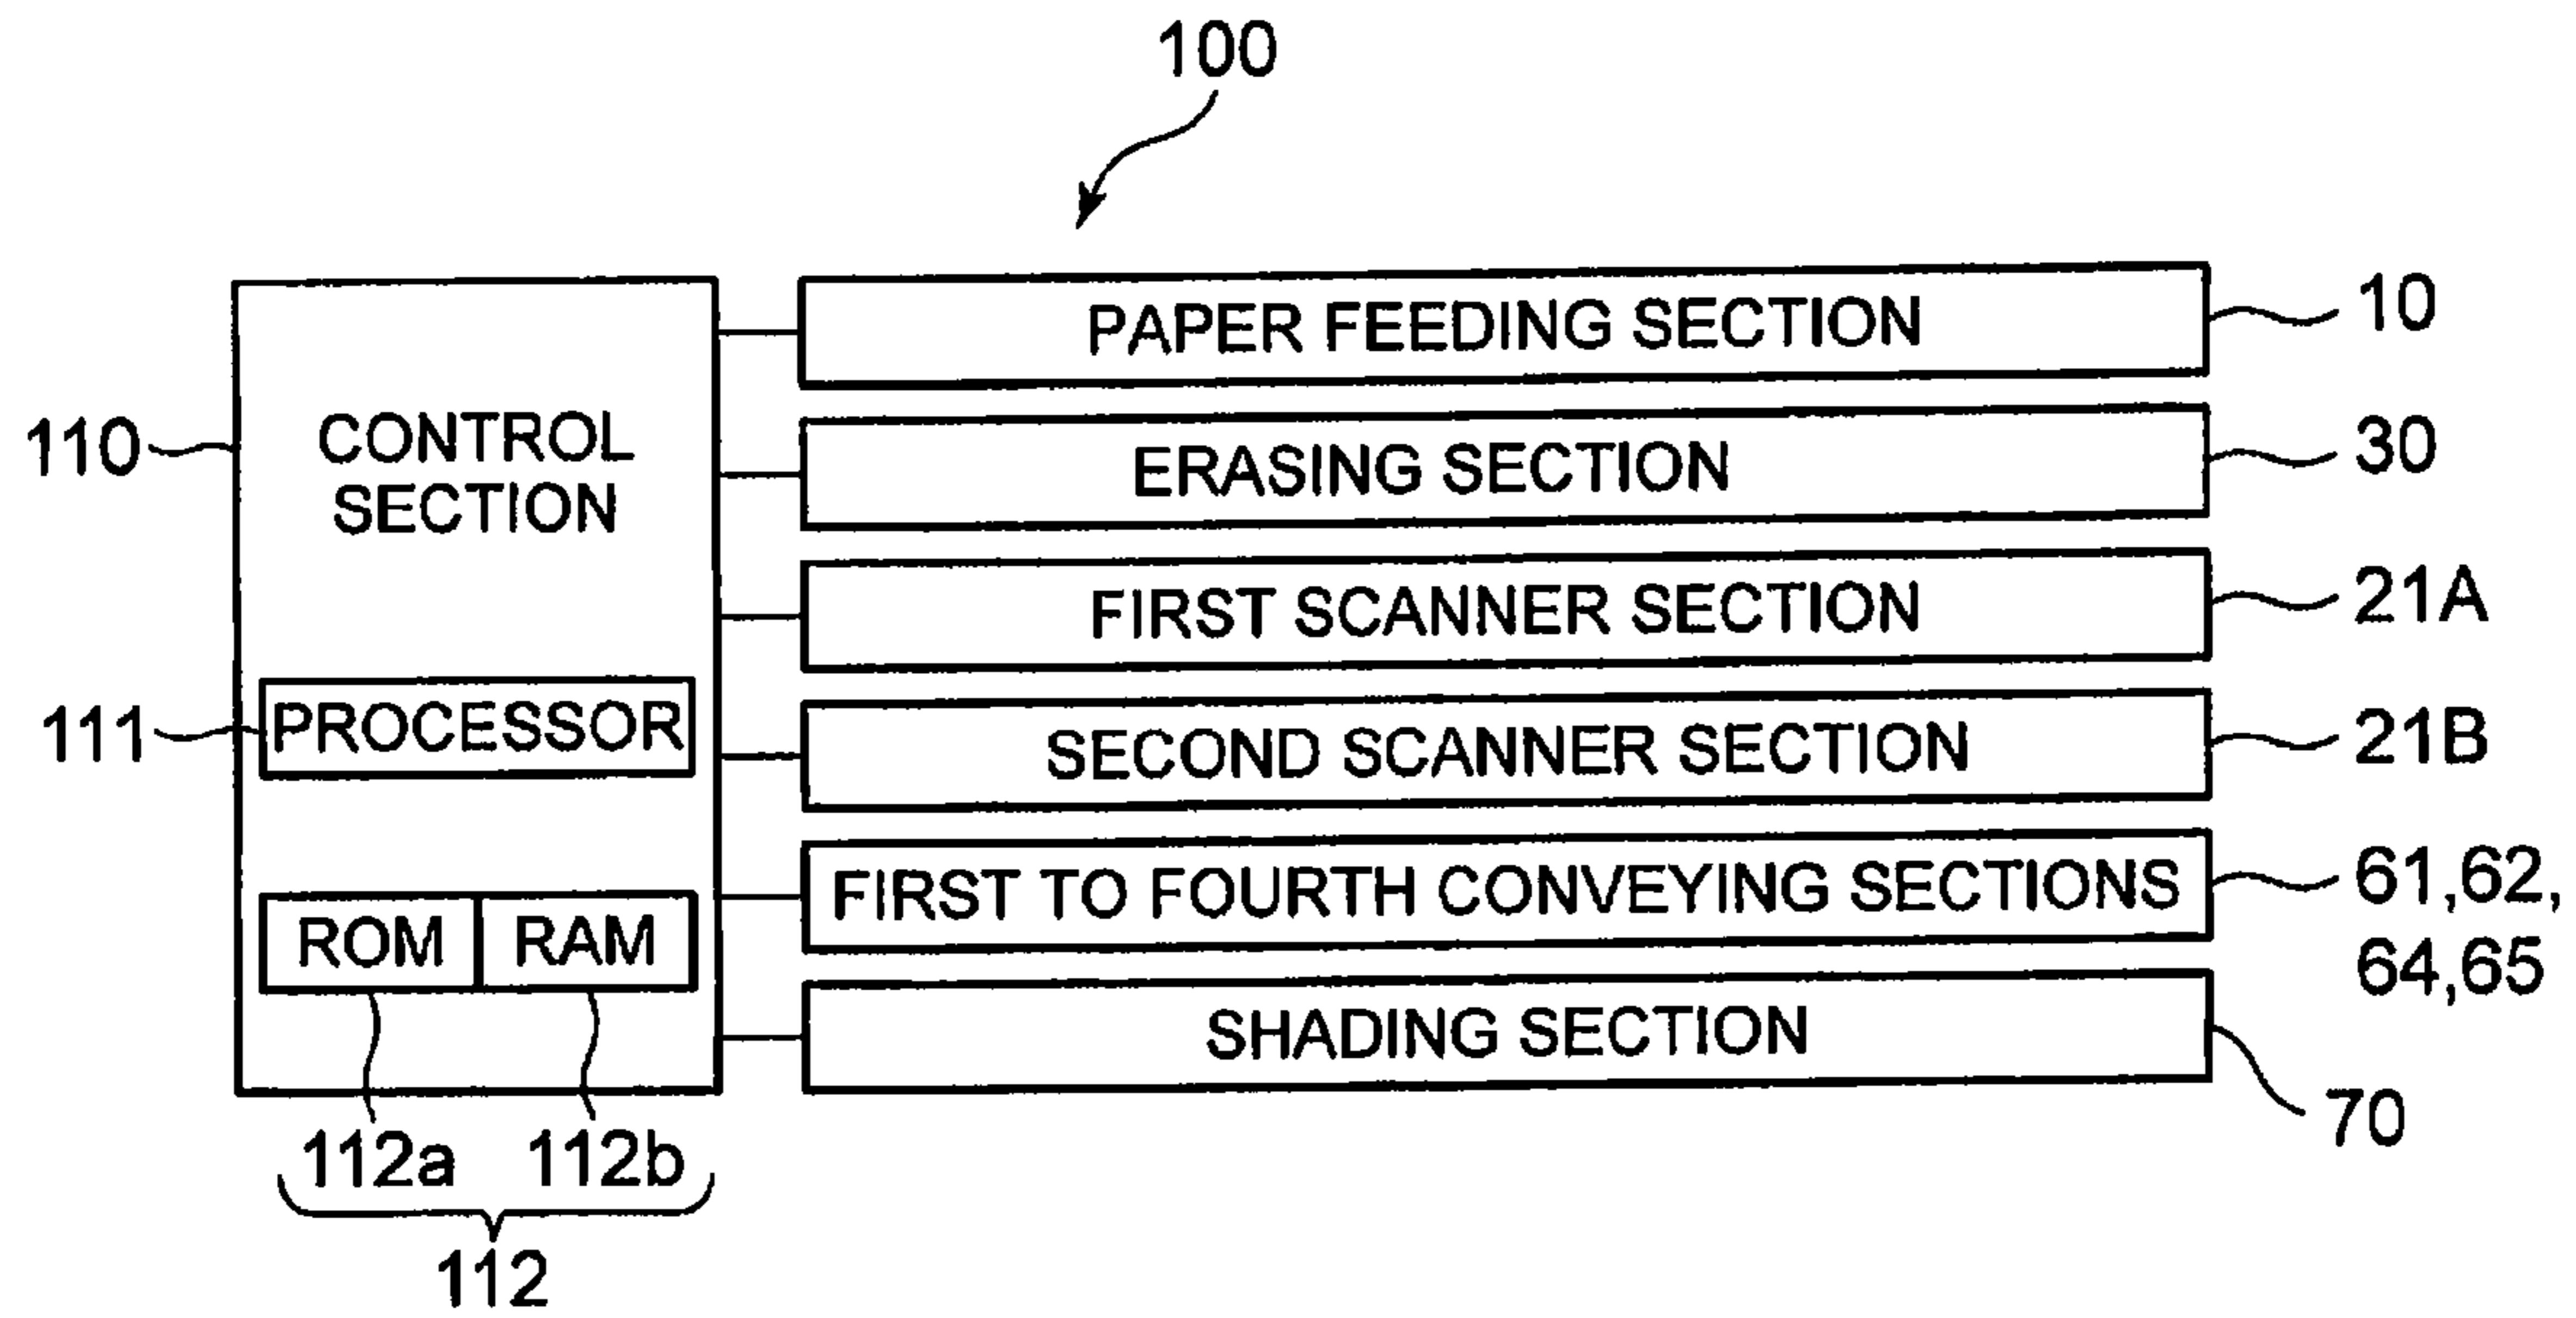 100
PAPER FEEDING SECTION
10
110
CONTROL
SECTION
ERASING SECTION
30
FIRST SCANNER SECTION
21A
111
PROCESSOR
SECOND SCANNER SECTION
21B
FIRST TO FOURTH CONVEYING SECTIONS
61,62,
64,65
ROM
RAM
SHADING SECTION
70
112a
112b
112